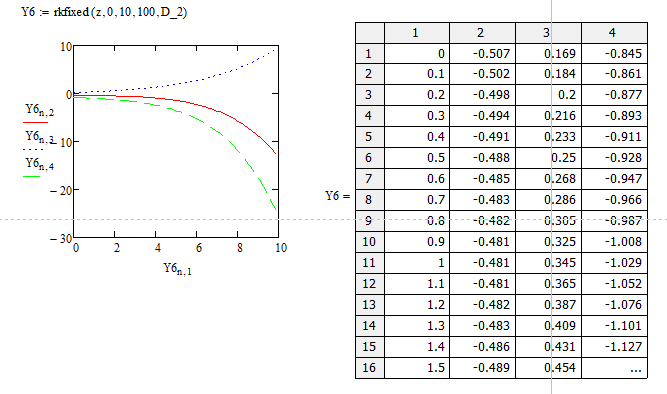 Y6 := rkfixed(z,0,10,100,D_2)
10
0
−10
−20
−30
Y6n,2
Y6n,3
Y6n,4
0 2 4 6 8 10
Y6n,1
Y6 =
1 2 3 4
1 0 -0.507 0.169 -0.845
2 0.1 -0.502 0.184 -0.861
3 0.2 -0.498 0.2 -0.877
4 0.3 -0.494 0.216 -0.893
5 0.4 -0.491 0.233 -0.911
6 0.5 -0.488 0.25 -0.928
7 0.6 -0.485 0.268 -0.947
8 0.7 -0.483 0.286 -0.966
9 0.8 -0.482 0.305 -0.987
10 0.9 -0.481 0.325 -1.008
11 1 -0.481 0.345 -1.029
12 1.1 -0.481 0.365 -1.052
13 1.2 -0.482 0.387 -1.076
14 1.3 -0.483 0.409 -1.101
15 1.4 -0.486 0.431 -1.127
16 1.5 -0.489 0.454 ...